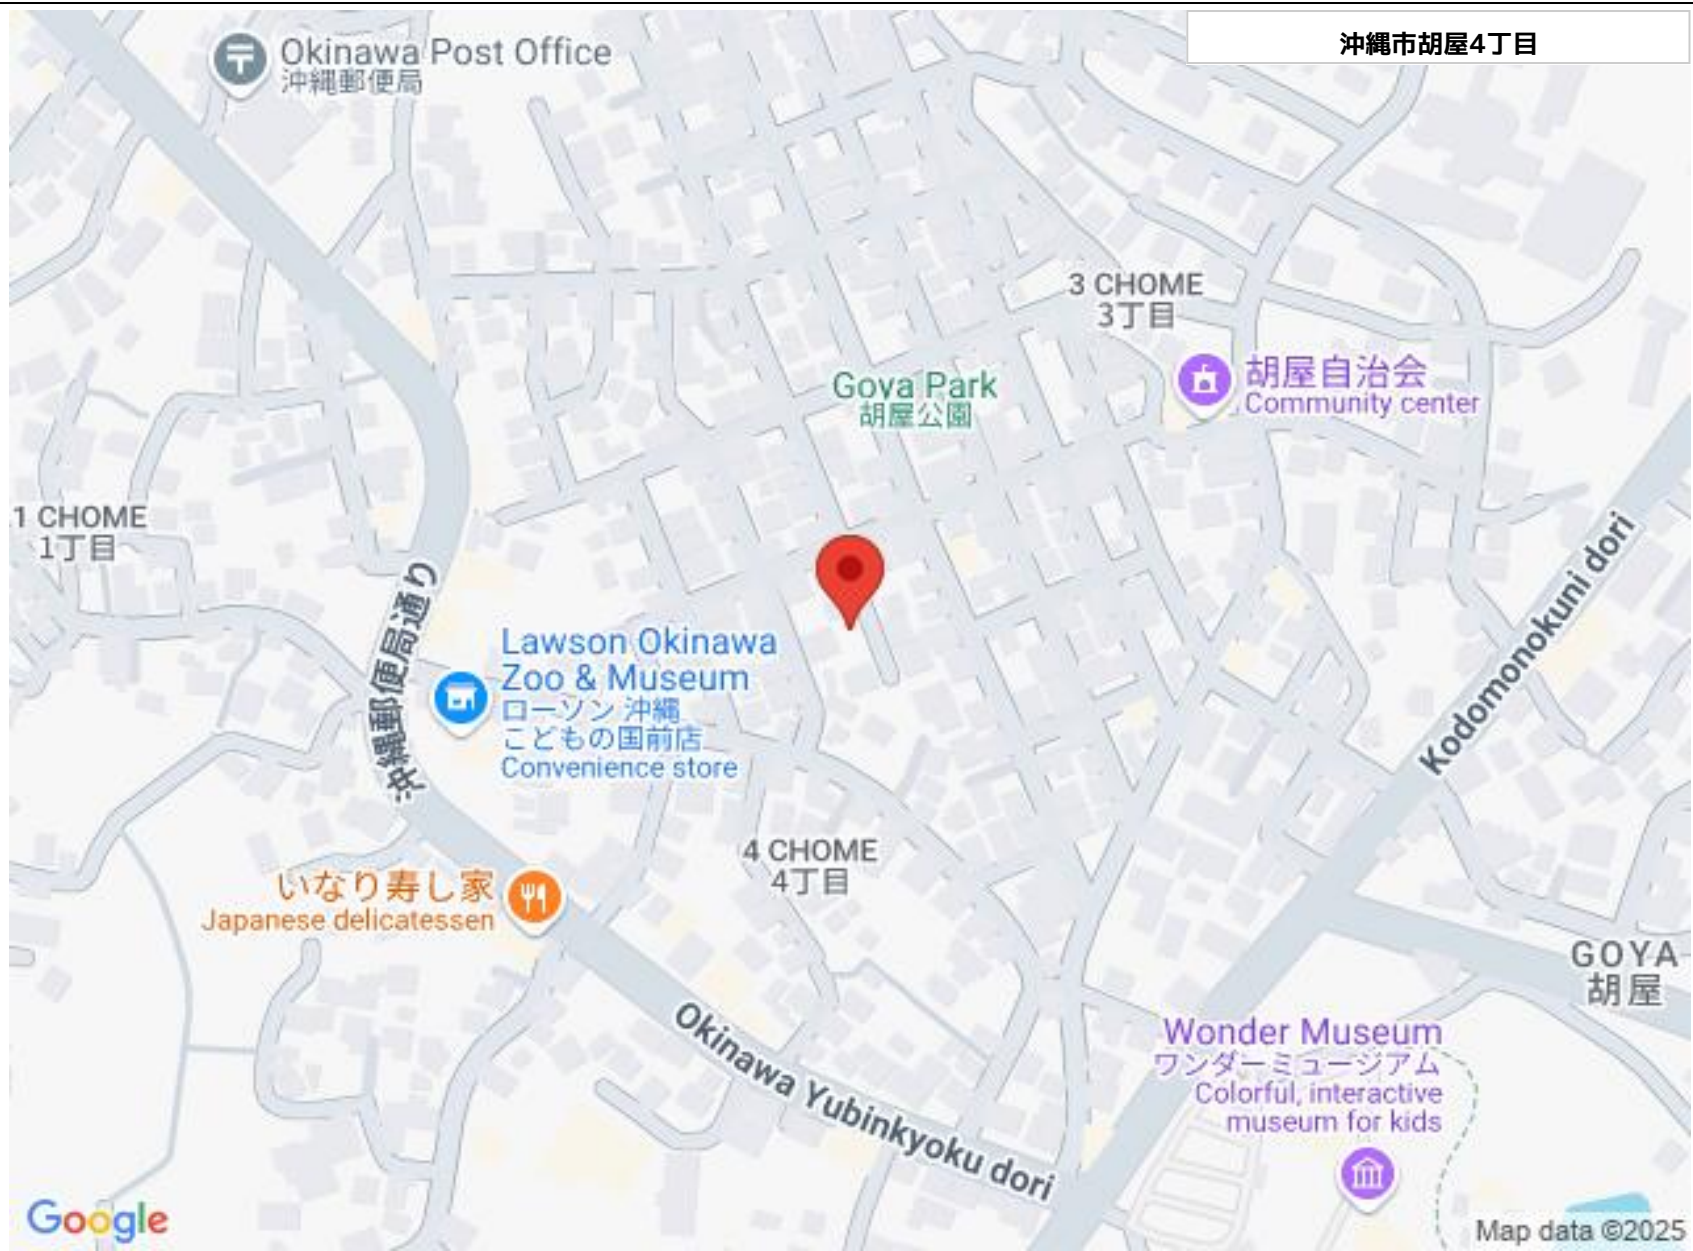 沖縄市胡屋4丁目
Okinawa Post Office
沖縄郵便局
3 CHOME
3丁目
Goya Park
胡屋公園
胡屋自治会
Community center
1 CHOME
1丁目
沖縄郵便局通り
Kodomonokuni dori
Lawson Okinawa
Zoo & Museum
ローソン 沖縄
こどもの国前店
Convenience store
4 CHOME
4丁目
いなり寿し家
Japanese delicatessen
GOYA
胡屋
Okinawa Yubinkyoku dori
Wonder Museum
ワンダーミュージアム
Colorful, interactive
museum for kids
Google
Map data ©2025